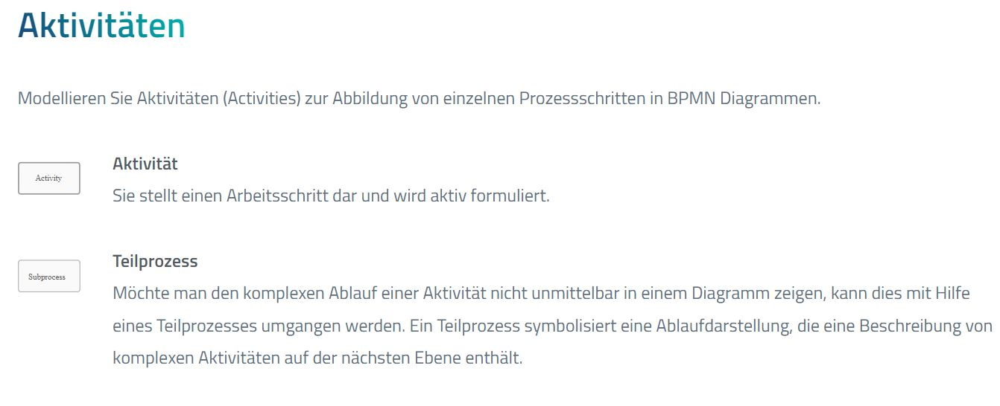 Aktivitäten
Modellieren Sie Aktivitäten (Activities) zur Abbildung von einzelnen Prozessschritten in BPMN Diagrammen.
Activity
Aktivität
Sie stellt einen Arbeitsschritt dar und wird aktiv formuliert.
Subprocess
Teilprozess
Möchte man den komplexen Ablauf einer Aktivität nicht unmittelbar in einem Diagramm zeigen, kann dies mit Hilfe
eines Teilprozesses umgangen werden. Ein Teilprozess symbolisiert eine Ablaufdarstellung, die eine Beschreibung von
komplexen Aktivitäten auf der nächsten Ebene enthält.